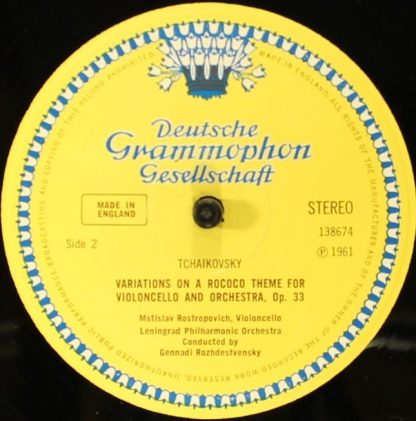 Deutsche
Grammophon
Gesellschaft
MADE IN
ENGLAND
STEREO
138674
Side 2
Ⓟ 1961
TCHAIKOVSKY
VARIATIONS ON A ROCOCO THEME FOR
VIOLONCELLO AND ORCHESTRA, Op. 33
Mstislav Rostropovich, Violoncello
Leningrad Philharmonic Orchestra
Conducted by
Gennadi Rozhdestvensky
MADE IN ENGLAND. ALL RIGHTS OF THE MANUFACTURER AND OF THE OWNER OF THE RECORDED WORK RESERVED. UNAUTHORIZED PUBLIC PERFORMANCE BROADCASTING AND COPYING OF THIS RECORD PROHIBITED.